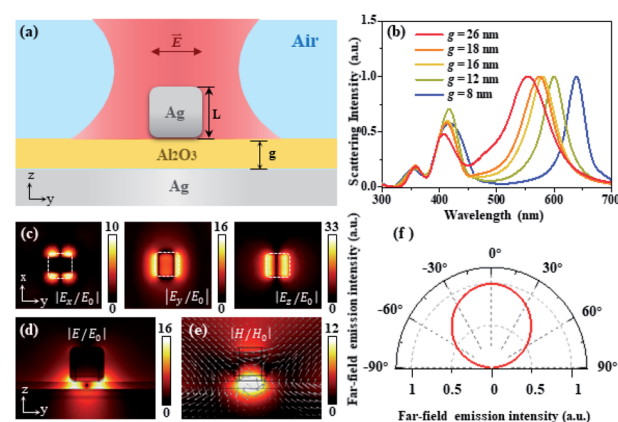 (a)
E
Air
Ag
L
Al2O3
g
Ag
z
y
(b)
Scattering Intensity (a.u.)
1.0
0.5
0.0
g = 26 nm
g = 18 nm
g = 16 nm
g = 12 nm
g = 8 nm
300 400 500 600 700
Wavelength (nm)
(c)
x
y
|Ex/E0|
10
0
|Ey/E0|
16
0
|Ez/E0|
33
0
(d)
|E/E0|
z
y
16
0
(e)
|H/H0|
12
0
(f)
Far-field emission intensity (a.u.)
-90° -60° -30° 0° 30° 60° 90°
1 0.5 0 0.5 1
Far-field emission intensity (a.u.)